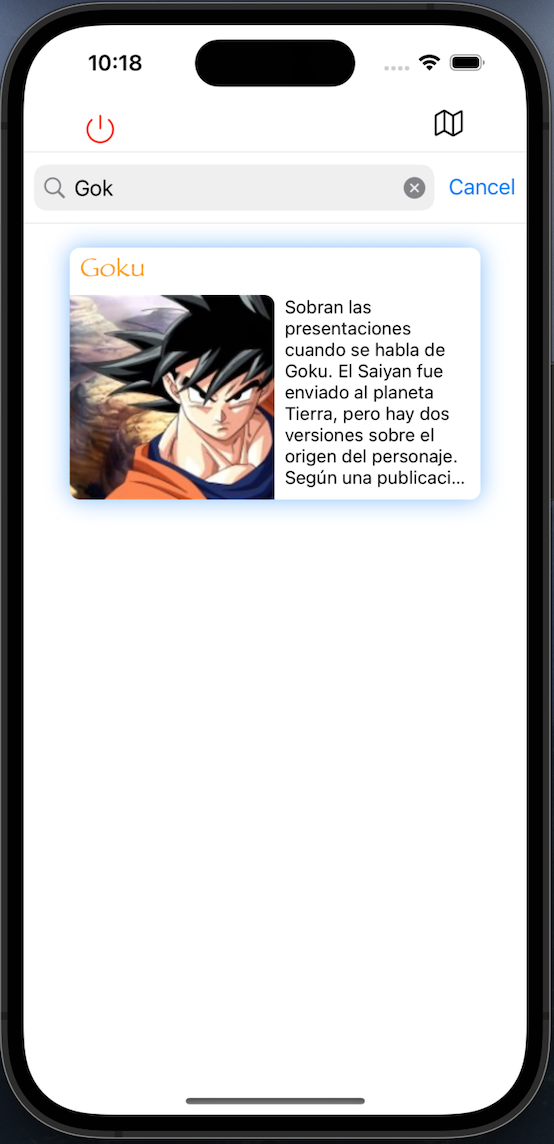 10:18
Gok
Cancel
Goku
Sobran las
presentaciones
cuando se habla de
Goku. El Saiyan fue
enviado al planeta
Tierra, pero hay dos
versiones sobre el
origen del personaje.
Según una publicaci...